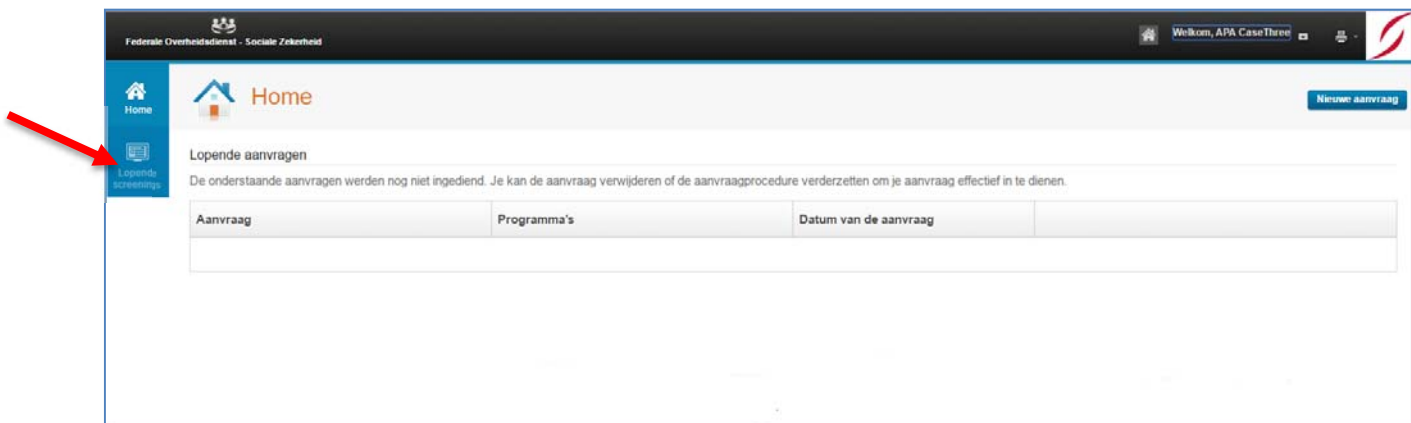 Federale Overheidsdienst - Sociale Zekerheid
Welkom, APA CaseThree
Home
Home
Nieuwe aanvraag
Lopende
screenings
Lopende aanvragen
De onderstaande aanvragen werden nog niet ingediend. Je kan de aanvraag verwijderen of de aanvraagprocedure verderzetten om je aanvraag effectief in te dienen.
Aanvraag Programma's Datum van de aanvraag